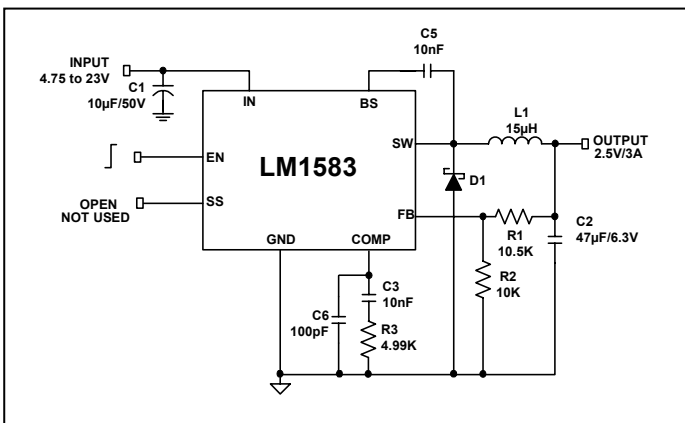 C5
10nF
INPUT
4.75 to 23V
C1
10µF/50V
IN
BS
L1
15µH
SW
OUTPUT
2.5V/3A
EN
LM1583
D1
OPEN
NOT USED
SS
FB
R1
10.5K
C2
47µF/6.3V
GND
COMP
R2
10K
C3
10nF
C6
100pF
R3
4.99K